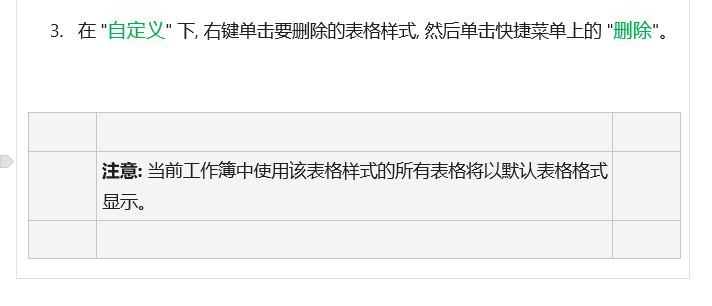 3. 在 "自定义" 下, 右键单击要删除的表格样式, 然后单击快捷菜单上的 "删除"。
注意: 当前工作簿中使用该表格样式的所有表格将以默认表格格式
显示。